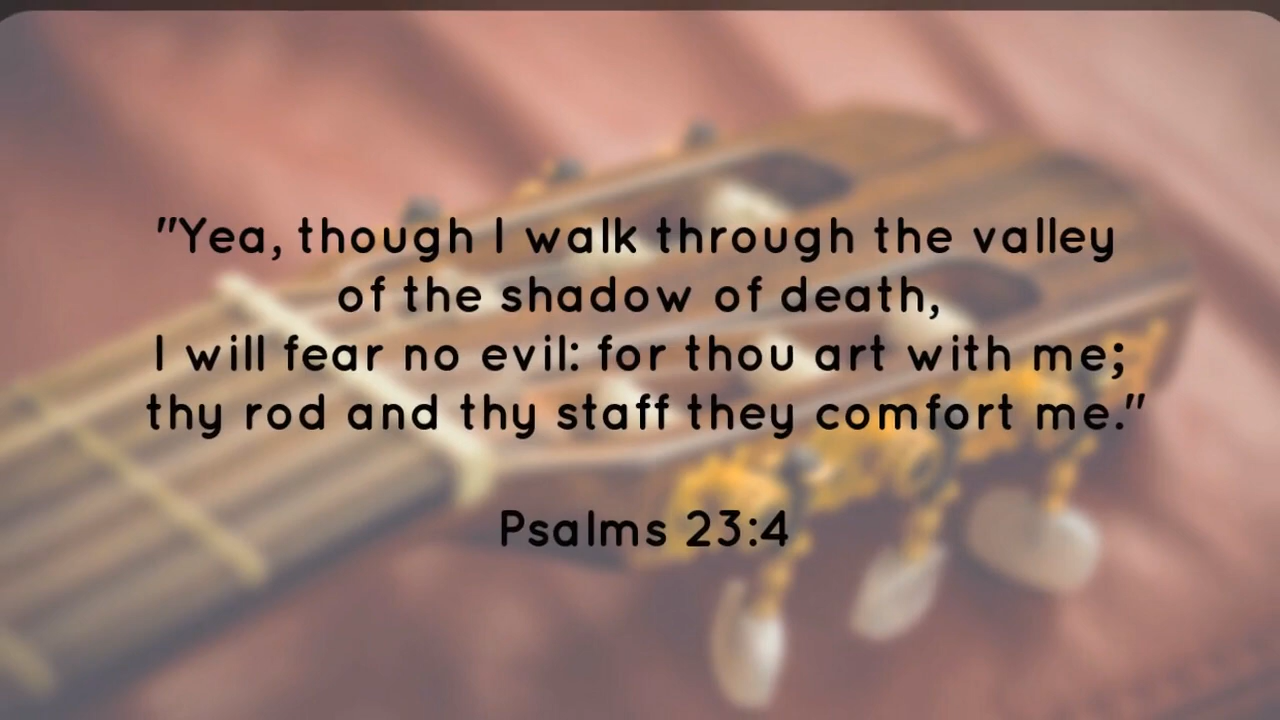 "Yea, though I walk through the valley
of the shadow of death,
I will fear no evil: for thou art with me;
thy rod and thy staff they comfort me."
Psalms 23:4